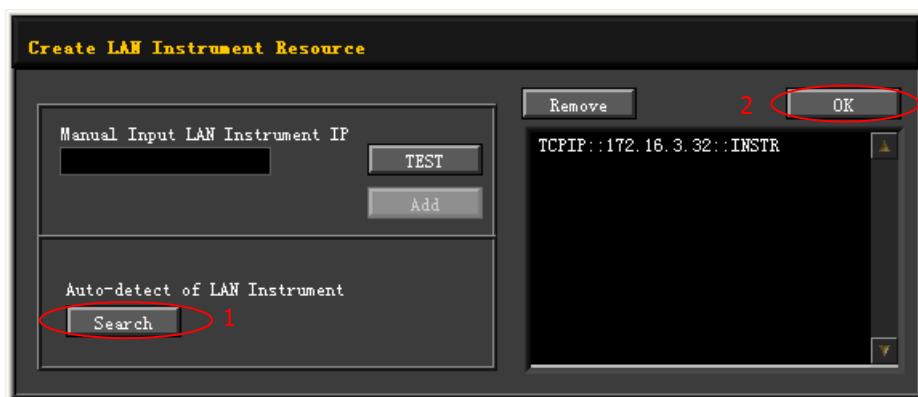 Create LAN Instrument Resource
Manual Input LAN Instrument IP
TEST
Add
Auto-detect of LAN Instrument
Search 1
Remove 2 OK
TCPIP::172.16.3.32::INSTR